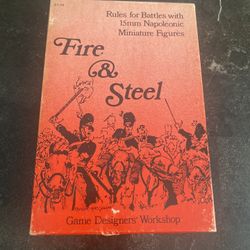 Rules for Battles with
15mm Napoleonic
Miniature Figures
Fire
&
Steel
Game Designers' Workshop